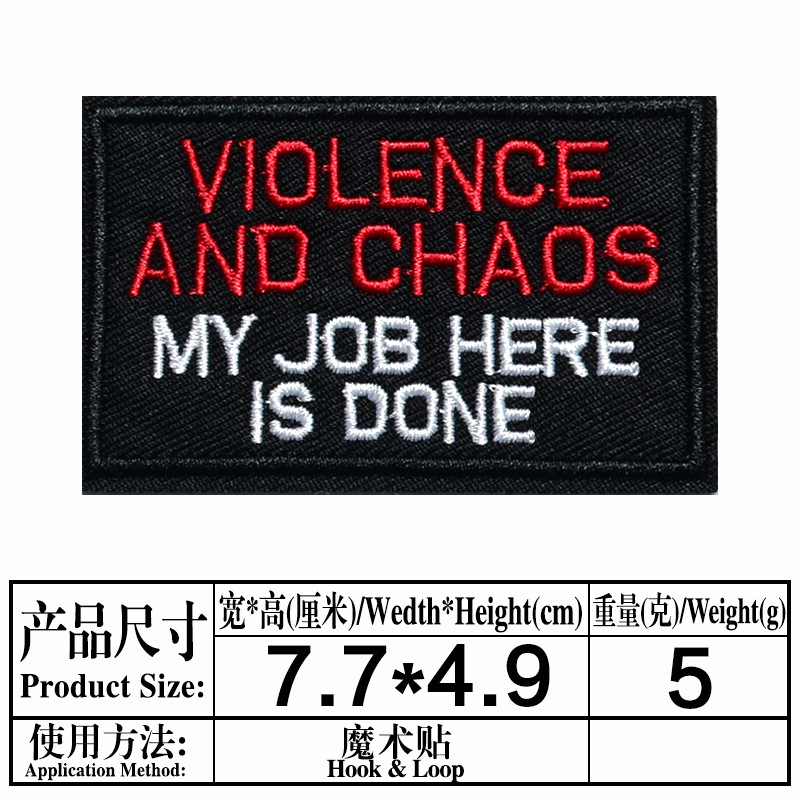 VIOLENCE
AND CHAOS
MY JOB HERE
IS DONE
产品尺寸
Product Size:
宽*高(厘米)/Wedth*Height(cm)
重量(克)/Weight(g)
7.7*4.9
5
使用方法:
Application Method:
魔术贴
Hook & Loop